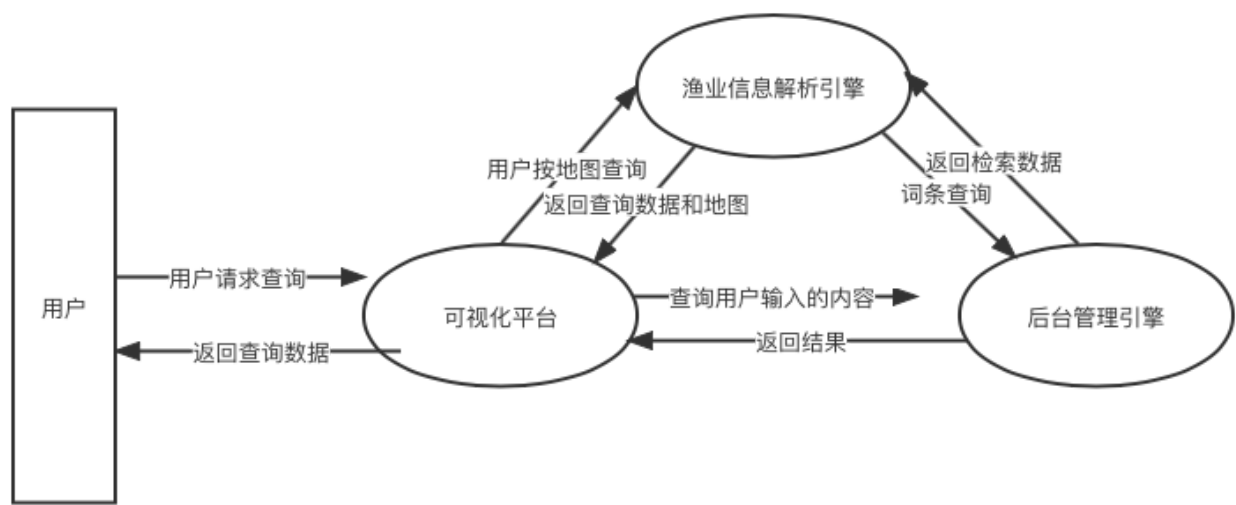 渔业信息解析引擎
用户按地图查询
返回检索数据
词条查询
返回查询数据和地图
用户请求查询
用户
可视化平台
查询用户输入的内容
后台管理引擎
返回结果
返回查询数据